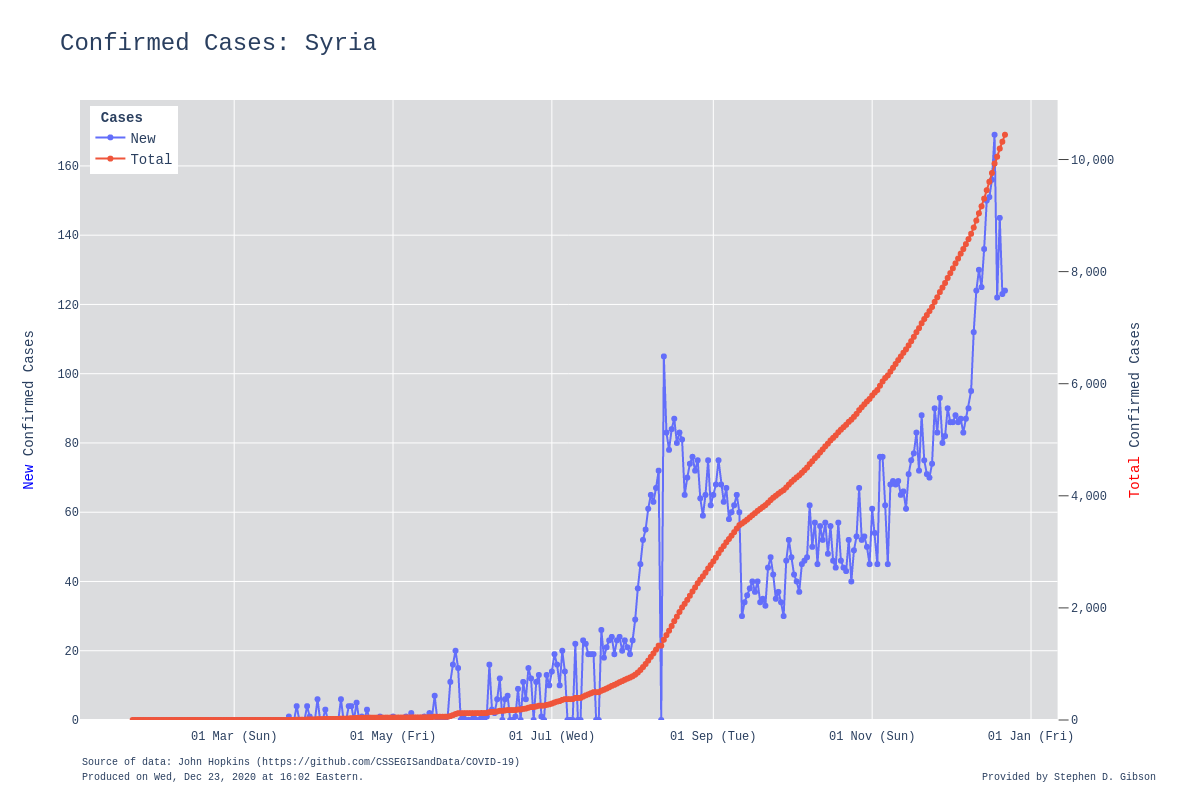 Confirmed Cases: Syria
Cases
New
Total
160
140
120
100
80
60
40
20
0
10,000
8,000
6,000
4,000
2,000
0
New Confirmed Cases
Total Confirmed Cases
01 Mar (Sun)
01 May (Fri)
01 Jul (Wed)
01 Sep (Tue)
01 Nov (Sun)
01 Jan (Fri)
Source of data: John Hopkins (https://github.com/CSSEGISandData/COVID-19)
Produced on Wed, Dec 23, 2020 at 16:02 Eastern.
Provided by Stephen D. Gibson